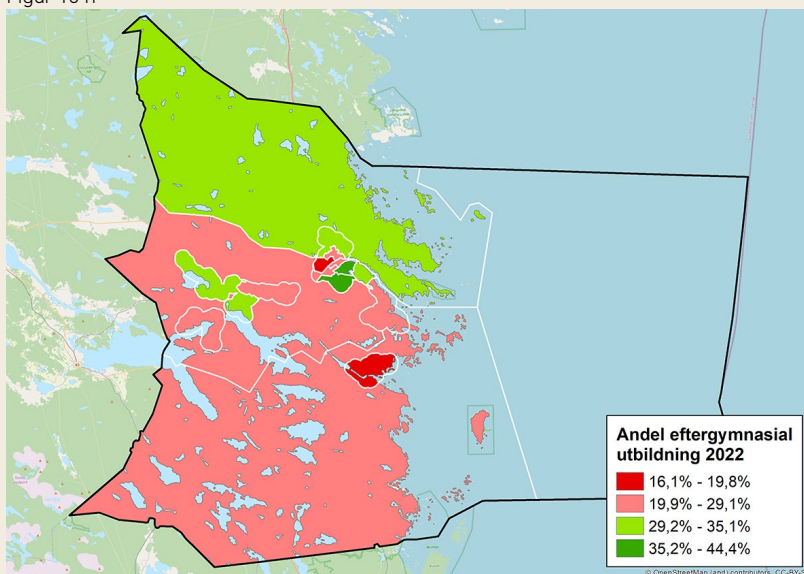 Andel eftergymnasial
utbildning 2022
16,1% - 19,8%
19,9% - 29,1%
29,2% - 35,1%
35,2% - 44,4%
© OpenStreetMap (and) contributors, CC-BY-S